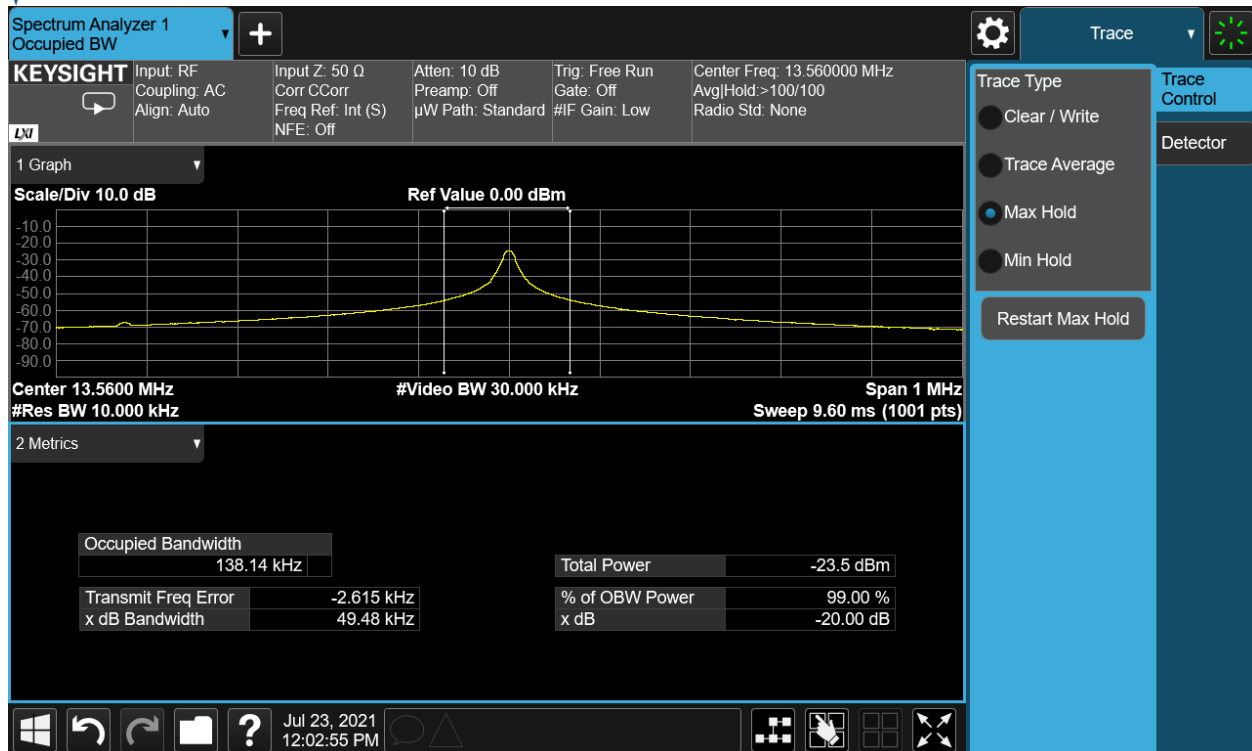 Spectrum Analyzer 1
Occupied BW
+
Trace
KEYSIGHT
LXI
Input: RF
Coupling: AC
Align: Auto
Input Z: 50 Ω
Corr CCorr
Freq Ref: Int (S)
NFE: Off
Atten: 10 dB
Preamp: Off
µW Path: Standard
Trig: Free Run
Gate: Off
#IF Gain: Low
Center Freq: 13.560000 MHz
Avg|Hold:>100/100
Radio Std: None
1 Graph
Scale/Div 10.0 dB
Ref Value 0.00 dBm
-10.0
-20.0
-30.0
-40.0
-50.0
-60.0
-70.0
-80.0
-90.0
Center 13.5600 MHz
#Video BW 30.000 kHz
Span 1 MHz
#Res BW 10.000 kHz
Sweep 9.60 ms (1001 pts)
2 Metrics
Occupied Bandwidth
138.14 kHz
Total Power -23.5 dBm
Transmit Freq Error -2.615 kHz
% of OBW Power 99.00 %
x dB Bandwidth 49.48 kHz
x dB -20.00 dB
?
Jul 23, 2021
12:02:55 PM
Trace Type
Clear / Write
Trace Average
Max Hold
Min Hold
Restart Max Hold
Trace
Control
Detector